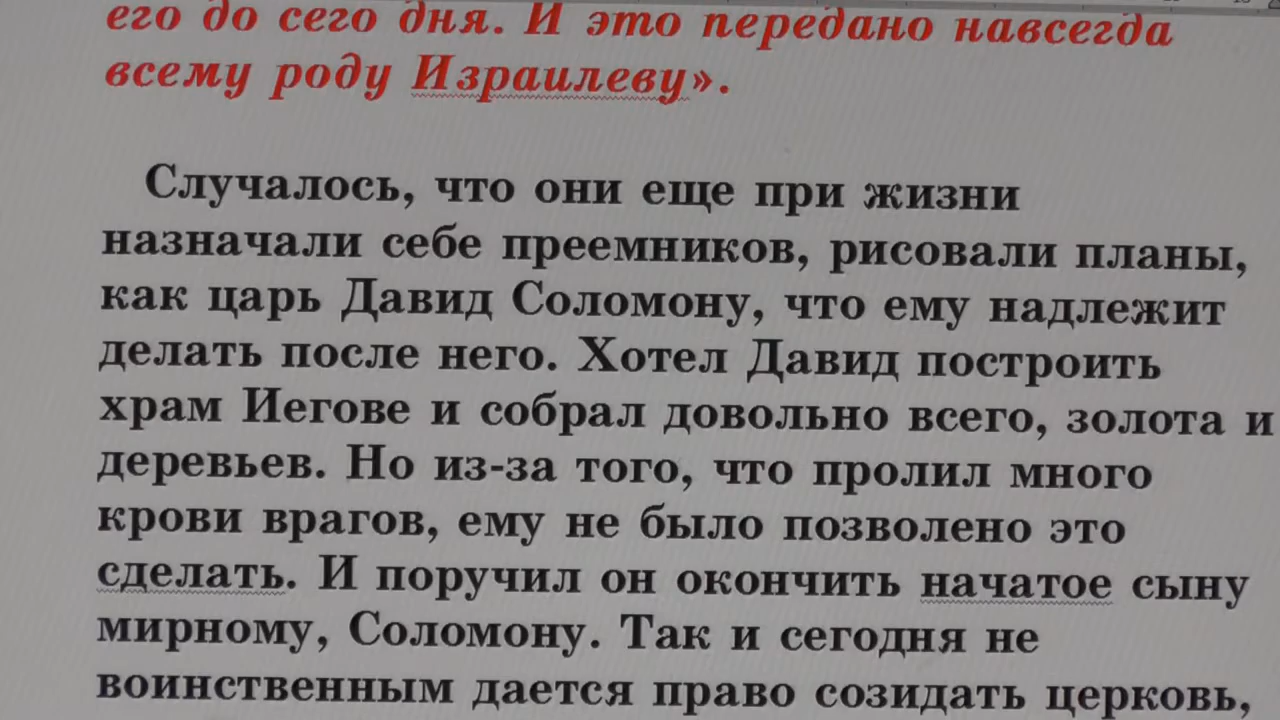 его до сего дня. И это передано навсегда
всему роду Израилеву».
Случалось, что они еще при жизни
назначали себе преемников, рисовали планы,
как царь Давид Соломону, что ему надлежит
делать после него. Хотел Давид построить
храм Иегове и собрал довольно всего, золота и
деревьев. Но из-за того, что пролил много
крови врагов, ему не было позволено это
сделать. И поручил он окончить начатое сыну
мирному, Соломону. Так и сегодня не
воинственным дается право созидать церковь,